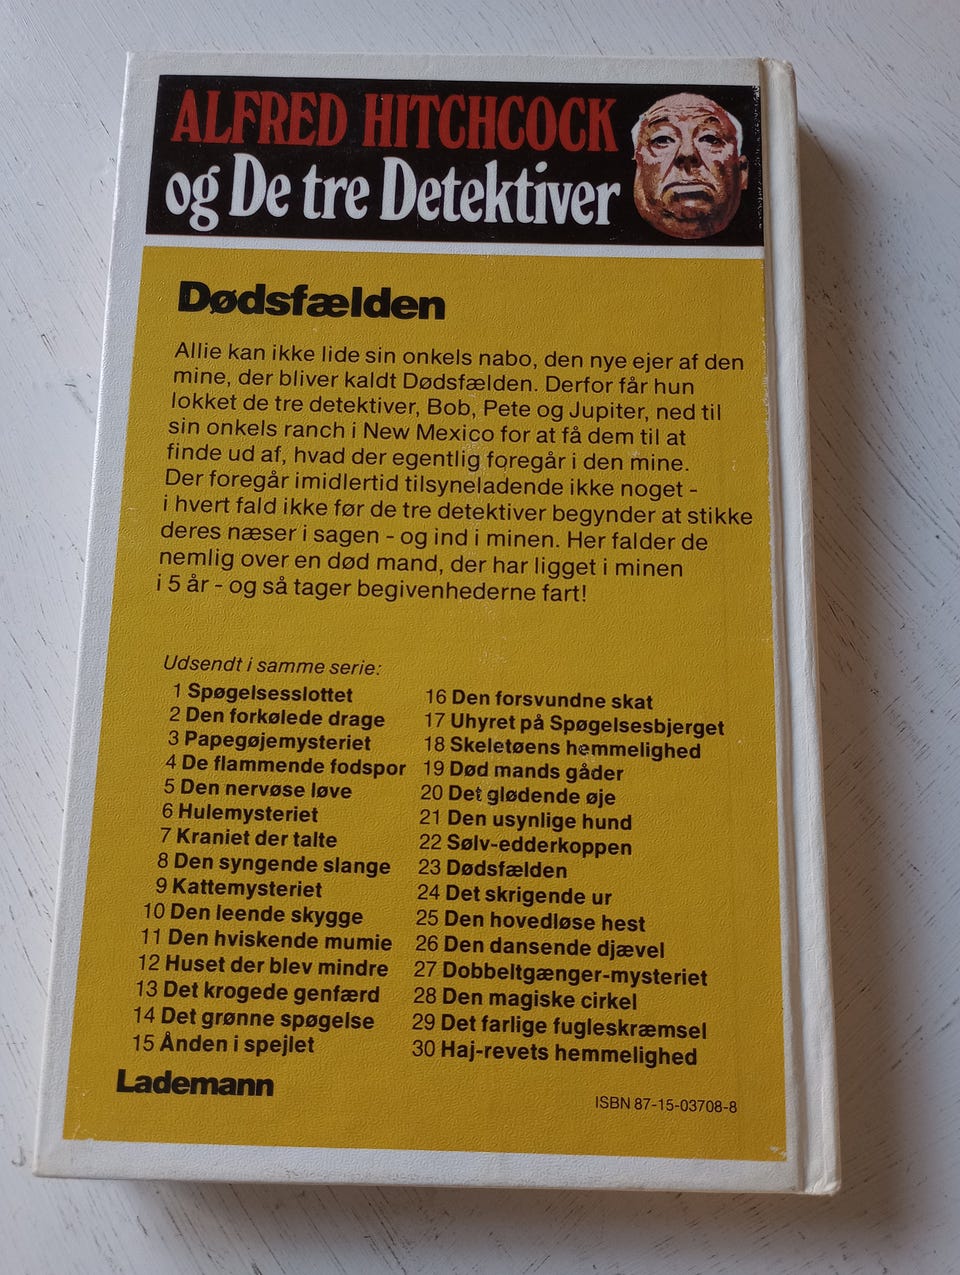 ALFRED HITCHCOCK
og De tre Detektiver
Dødsfælden
Allie kan ikke lide sin onkels nabo, den nye ejer af den
mine, der bliver kaldt Dødsfælden. Derfor får hun
lokket de tre detektiver, Bob, Pete og Jupiter, ned til
sin onkels ranch i New Mexico for at få dem til at
finde ud af, hvad der egentlig foregår i den mine.
Der foregår imidlertid tilsyneladende ikke noget -
i hvert fald ikke før de tre detektiver begynder at stikke
deres næser i sagen - og ind i minen. Her falder de
nemlig over en død mand, der har ligget i minen
i 5 år - og så tager begivenhederne fart!
Udsendt i samme serie:
1 Spøgelsesslottet
2 Den forkølede drage
3 Papegøjemysteriet
4 De flammende fodspor
5 Den nervøse løve
6 Hulemysteriet
7 Kraniet der talte
8 Den syngende slange
9 Kattemysteriet
10 Den leende skygge
11 Den hviskende mumie
12 Huset der blev mindre
13 Det krogede genfærd
14 Det grønne spøgelse
15 Ånden i spejlet
16 Den forsvundne skat
17 Uhyret på Spøgelsesbjerget
18 Skeletøens hemmelighed
19 Død mands gåder
20 Det glødende øje
21 Den usynlige hund
22 Sølv-edderkoppen
23 Dødsfælden
24 Det skrigende ur
25 Den hovedløse hest
26 Den dansende djævel
27 Dobbeltgænger-mysteriet
28 Den magiske cirkel
29 Det farlige fugleskræmsel
30 Haj-revets hemmelighed
Lademann
ISBN 87-15-03708-8